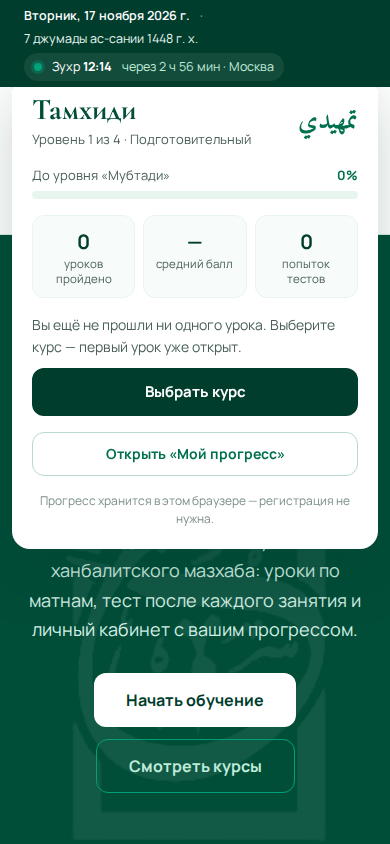 Вторник, 17 ноября 2026 г. ·
7 джумады ас-сании 1448 г. х.
Зухр 12:14 через 2 ч 56 мин · Москва
Тамхиди
تمهيدي
Уровень 1 из 4 · Подготовительный
До уровня «Мубтади» 0%
0 — 0
уроков пройдено
средний балл
попыток тестов
Вы ещё не прошли ни одного урока. Выберите
курс — первый урок уже открыт.
Выбрать курс
Открыть «Мой прогресс»
Прогресс хранится в этом браузере — регистрация не
нужна.
ханбалитского мазхаба: уроки по
матнам, тест после каждого занятия и
личный кабинет с вашим прогрессом.
Начать обучение
Смотреть курсы